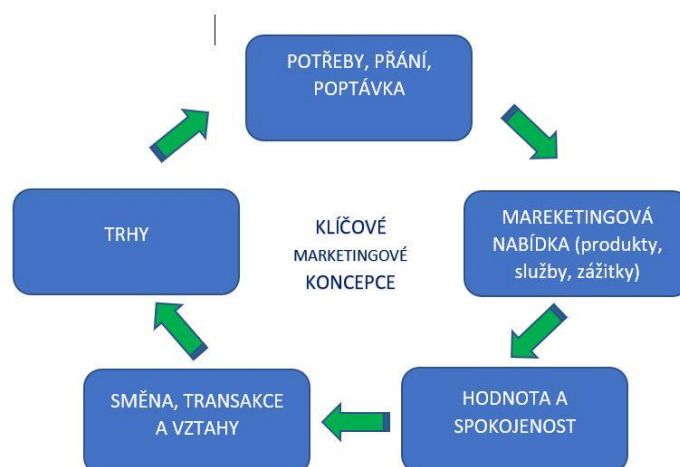 POTŘEBY, PŘÁNÍ,
POPTÁVKA
MAREKETINGOVÁ
NABÍDKA (produkty,
služby, zážitky)
HODNOTA A
SPOKOJENOST
SMĚNA, TRANSAKCE
A VZTAHY
TRHY
KLÍČOVÉ
MARKETINGOVÉ
KONCEPCE